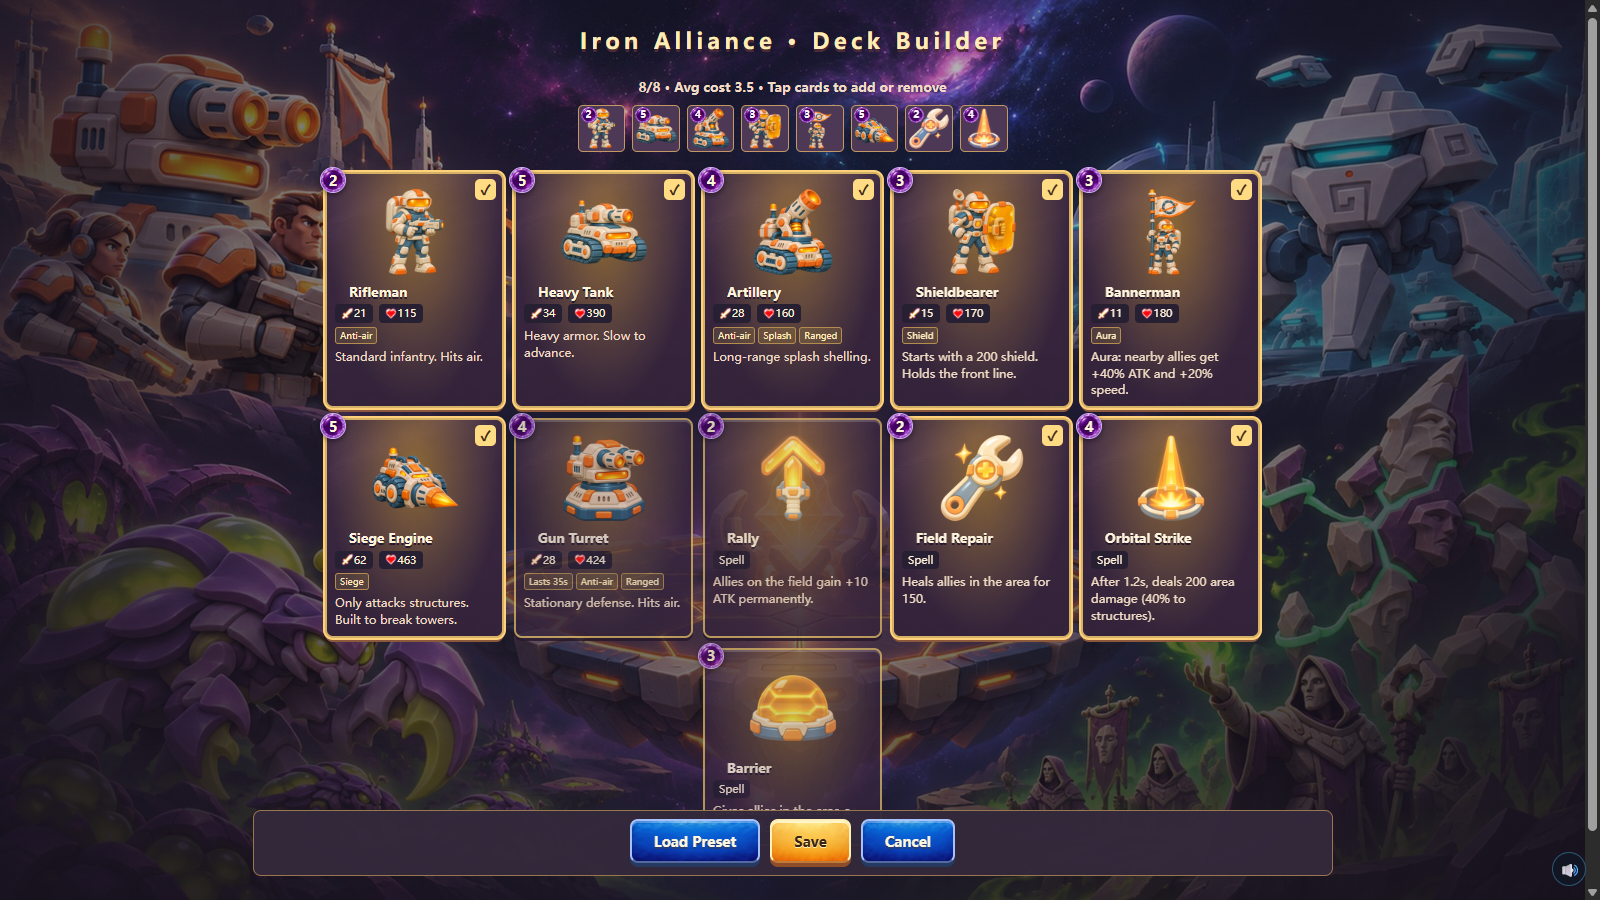 Iron Alliance • Deck Builder
8/8 • Avg cost 3.5 • Tap cards to add or remove
2 5 4 3 3 5 2 4
2
Rifleman
21 115
Anti-air
Standard infantry. Hits air.
5
Heavy Tank
34 390
Heavy armor. Slow to
advance.
4
Artillery
28 160
Anti-air Splash Ranged
Long-range splash shelling.
3
Shieldbearer
15 170
Shield
Starts with a 200 shield.
Holds the front line.
3
Bannerman
11 180
Aura
Aura: nearby allies get
+40% ATK and +20%
speed.
5
Siege Engine
62 463
Siege
Only attacks structures.
Built to break towers.
4
Gun Turret
28 424
Lasts 35s Anti-air Ranged
Stationary defense. Hits air.
2
Rally
Spell
Allies on the field gain +10
ATK permanently.
2
Field Repair
Spell
Heals allies in the area for
150.
4
Orbital Strike
Spell
After 1.2s, deals 200 area
damage (40% to
structures).
3
Barrier
Spell
Load Preset Save Cancel